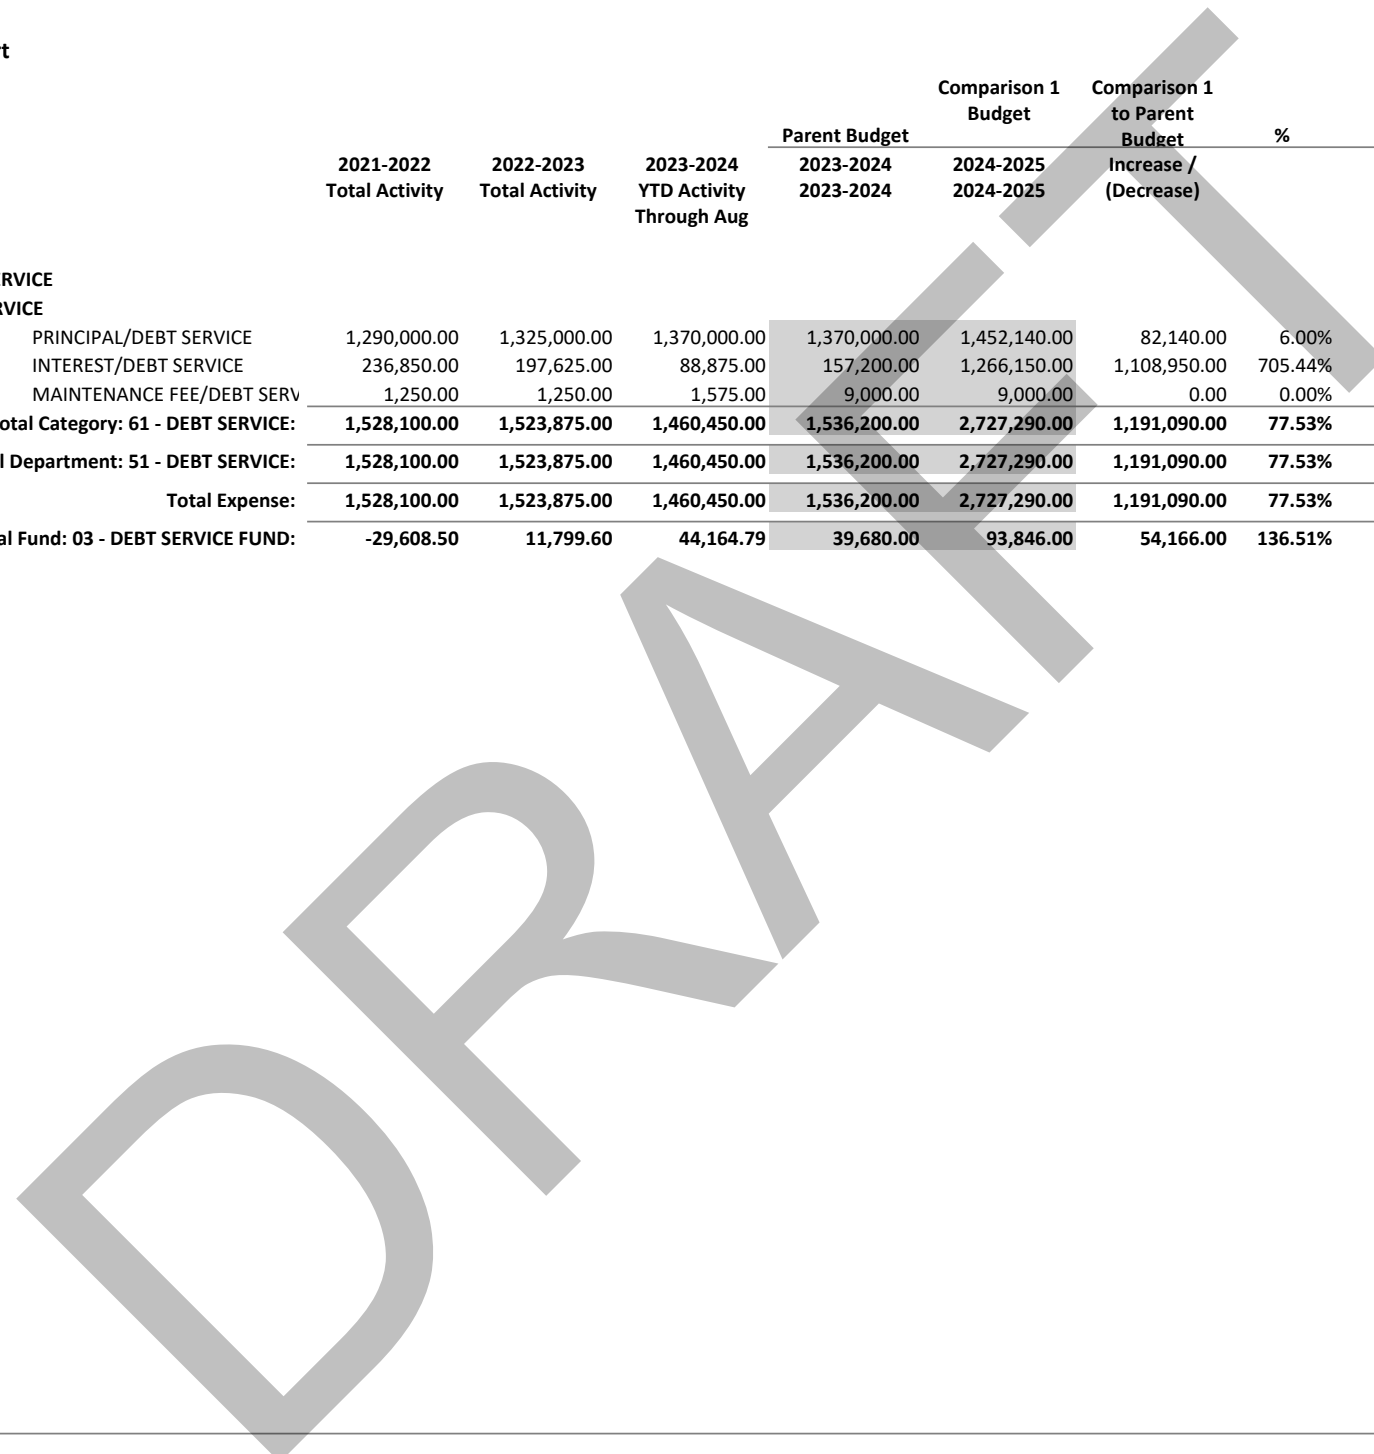 rt
Comparison 1 Comparison 1
Budget to Parent
Parent Budget Budget %
2021-2022 2022-2023 2023-2024 2023-2024 2024-2025 Increase /
Total Activity Total Activity YTD Activity 2023-2024 2024-2025 (Decrease)
Through Aug
ERVICE
RVICE
PRINCIPAL/DEBT SERVICE 1,290,000.00 1,325,000.00 1,370,000.00 1,370,000.00 1,452,140.00 82,140.00 6.00%
INTEREST/DEBT SERVICE 236,850.00 197,625.00 88,875.00 157,200.00 1,266,150.00 1,108,950.00 705.44%
MAINTENANCE FEE/DEBT SERV 1,250.00 1,250.00 1,575.00 9,000.00 9,000.00 0.00 0.00%
otal Category: 61 - DEBT SERVICE: 1,528,100.00 1,523,875.00 1,460,450.00 1,536,200.00 2,727,290.00 1,191,090.00 77.53%
l Department: 51 - DEBT SERVICE: 1,528,100.00 1,523,875.00 1,460,450.00 1,536,200.00 2,727,290.00 1,191,090.00 77.53%
Total Expense: 1,528,100.00 1,523,875.00 1,460,450.00 1,536,200.00 2,727,290.00 1,191,090.00 77.53%
al Fund: 03 - DEBT SERVICE FUND: -29,608.50 11,799.60 44,164.79 39,680.00 93,846.00 54,166.00 136.51%
DRAFT